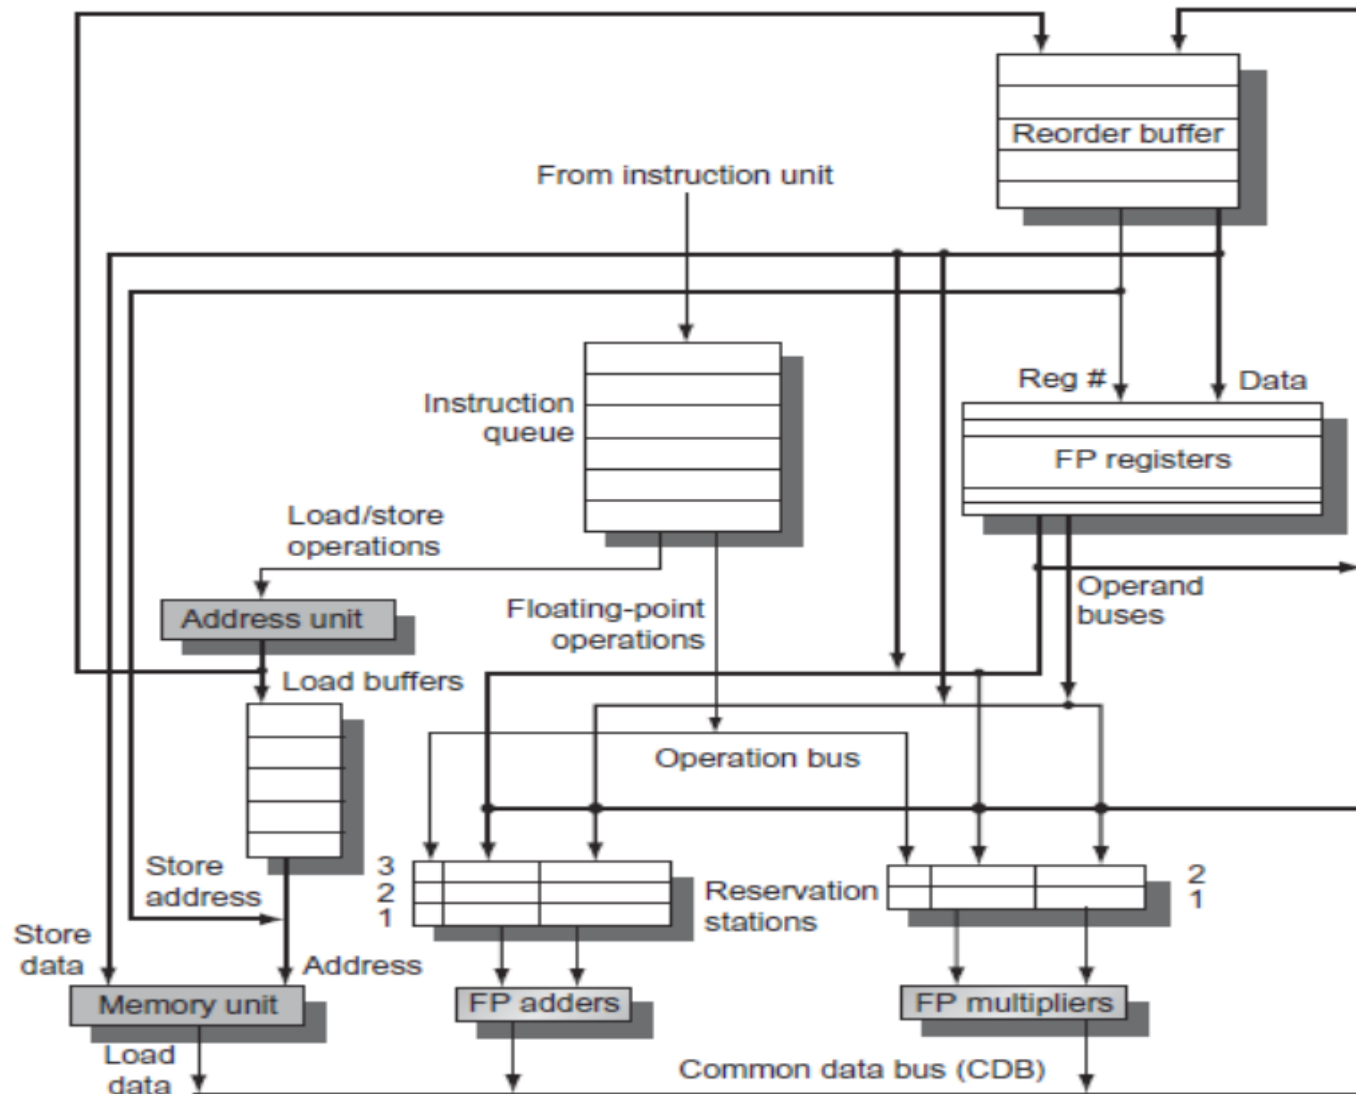 Reorder buffer
From instruction unit
Reg #
Data
Instruction
queue
FP registers
Load/store
operations
Operand
buses
Address unit
Floating-point
operations
Load buffers
Operation bus
Store
address
3
2
1
Reservation
stations
2
1
Store
data
Address
Memory unit
FP adders
FP multipliers
Load
data
Common data bus (CDB)